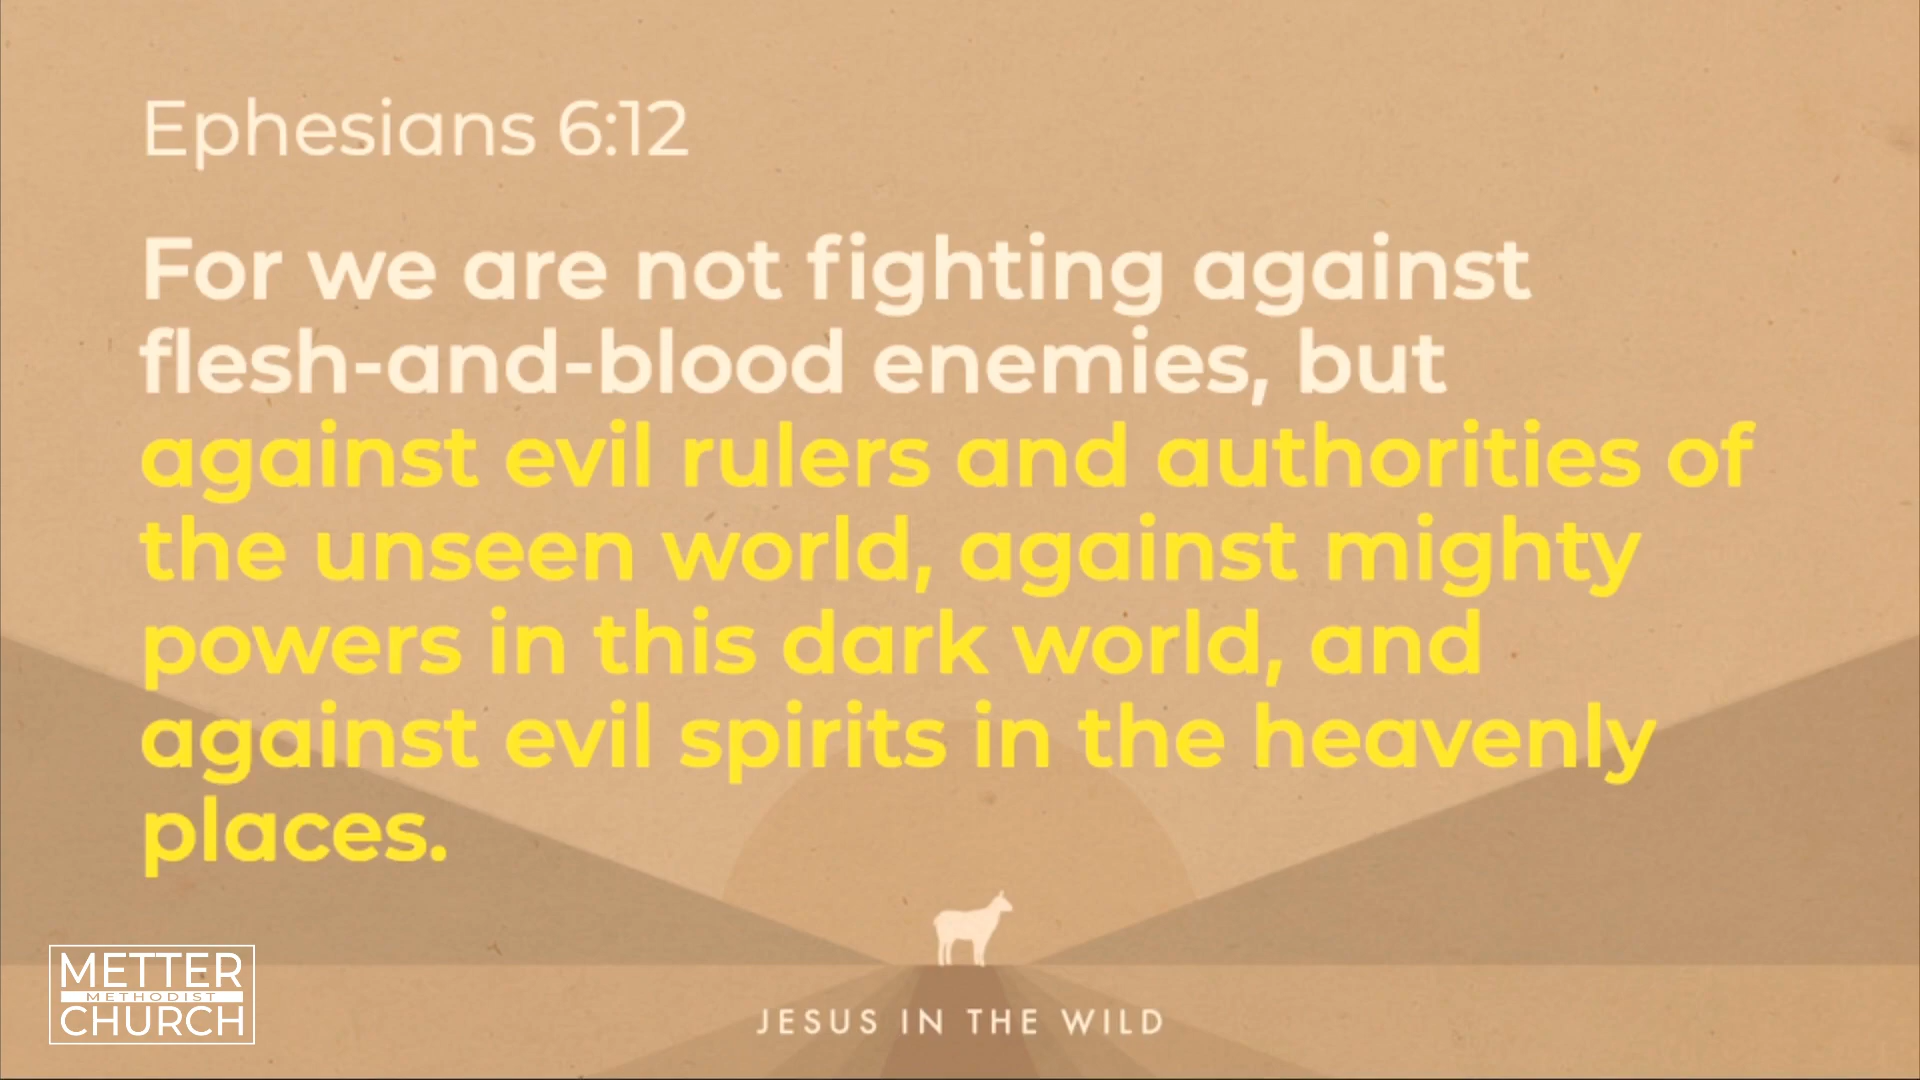 Ephesians 6:12
For we are not fighting against
flesh-and-blood enemies, but
against evil rulers and authorities of
the unseen world, against mighty
powers in this dark world, and
against evil spirits in the heavenly
places.
METTER
METHODIST
CHURCH
JESUS IN THE WILD